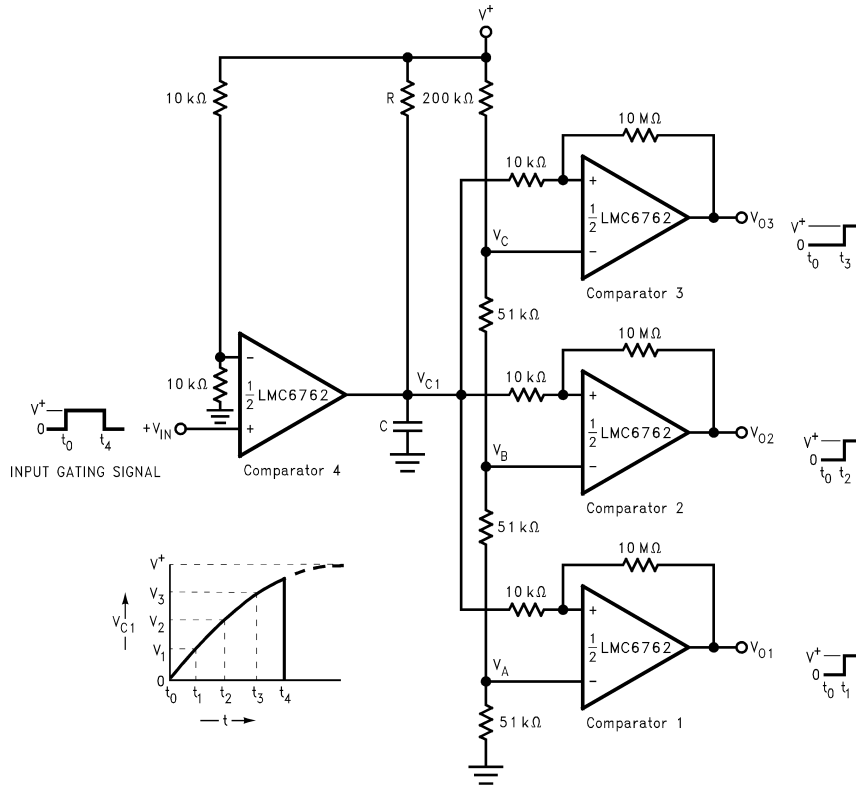 V+
10 kΩ
R
200 kΩ
10 MΩ
10 kΩ
+
1/2 LMC6762
−
VO3
V+
0
t0
t3
VC
Comparator 3
51 kΩ
10 MΩ
10 kΩ
+
1/2 LMC6762
−
VO2
V+
0
t0
t2
VB
Comparator 2
10 kΩ
−
1/2 LMC6762
+
VC1
C
V+
0
t0
t4
+VIN
INPUT GATING SIGNAL
Comparator 4
51 kΩ
10 MΩ
10 kΩ
+
1/2 LMC6762
−
VO1
V+
0
t0
t1
VA
Comparator 1
51 kΩ
V+
V3
V2
V1
0
VC1
t0
t1
t2
t3
t4
t